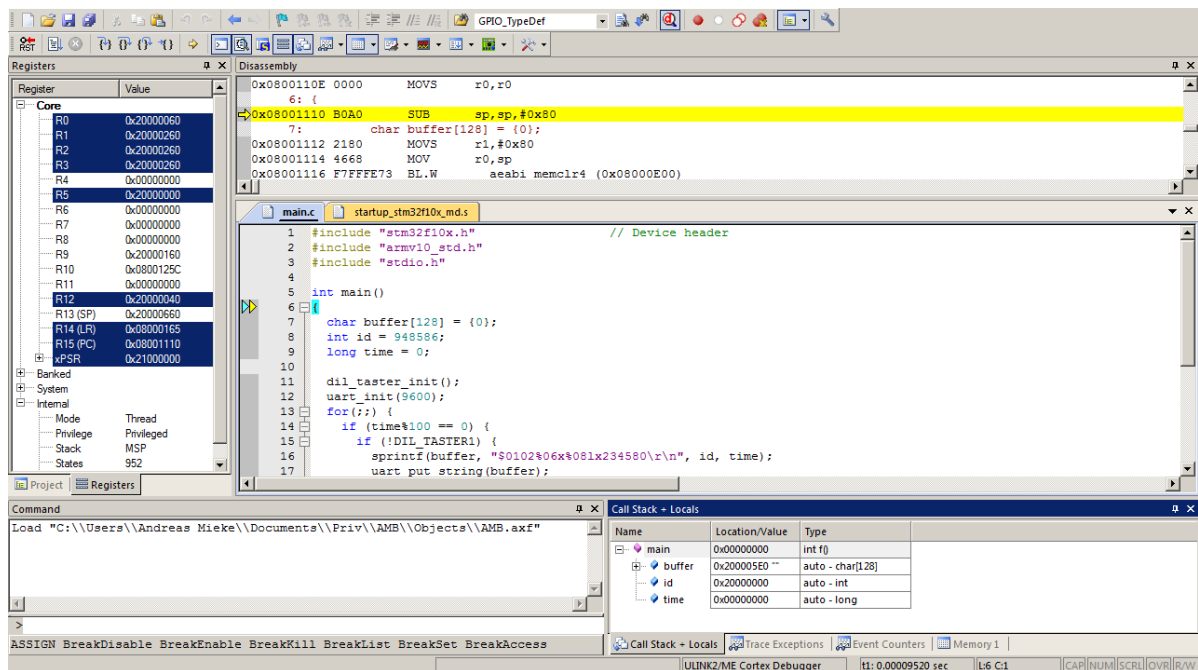 GPIO_TypeDef
RST
Registers
Register Value
Core
R0 0x20000060
R1 0x20000260
R2 0x20000260
R3 0x20000260
R4 0x00000000
R5 0x20000000
R6 0x00000000
R7 0x00000000
R8 0x00000000
R9 0x20000160
R10 0x0800125C
R11 0x00000000
R12 0x20000040
R13 (SP) 0x20000660
R14 (LR) 0x08000165
R15 (PC) 0x08001110
xPSR 0x21000000
Banked
System
Internal
Mode Thread
Privilege Privileged
Stack MSP
States 952
Project Registers
Disassembly
0x0800110E 0000 MOVS r0,r0
6: {
0x08001110 B0A0 SUB sp,sp,#0x80
7: char buffer[128] = {0};
0x08001112 2180 MOVS r1,#0x80
0x08001114 4668 MOV r0,sp
0x08001116 F7FFFE73 BL.W __aeabi_memclr4 (0x08000E00)
main.c startup_stm32f10x_md.s
1 #include "stm32f10x.h" // Device header
2 #include "armv10_std.h"
3 #include "stdio.h"
4
5 int main()
6 {
7 char buffer[128] = {0};
8 int id = 948586;
9 long time = 0;
10
11 dil_taster_init();
12 uart_init(9600);
13 for(;;) {
14 if (time%100 == 0) {
15 if (!DIL_TASTER1) {
16 sprintf(buffer, "$0102%06x%08lx234580\r\n", id, time);
17 uart_put_string(buffer);
Command
Load "C:\\Users\\Andreas Mieke\\Documents\\Priv\\AMB\\Objects\\AMB.axf"
>
ASSIGN BreakDisable BreakEnable BreakKill BreakList BreakSet BreakAccess
Call Stack + Locals
Name Location/Value Type
main 0x00000000 int f()
buffer 0x200005E0 "" auto - char[128]
id 0x20000000 auto - int
time 0x00000000 auto - long
Call Stack + Locals Trace Exceptions Event Counters Memory 1
ULINK2/ME Cortex Debugger t1: 0.00009520 sec L:6 C:1 CAP NUM SCRL OVR R/W